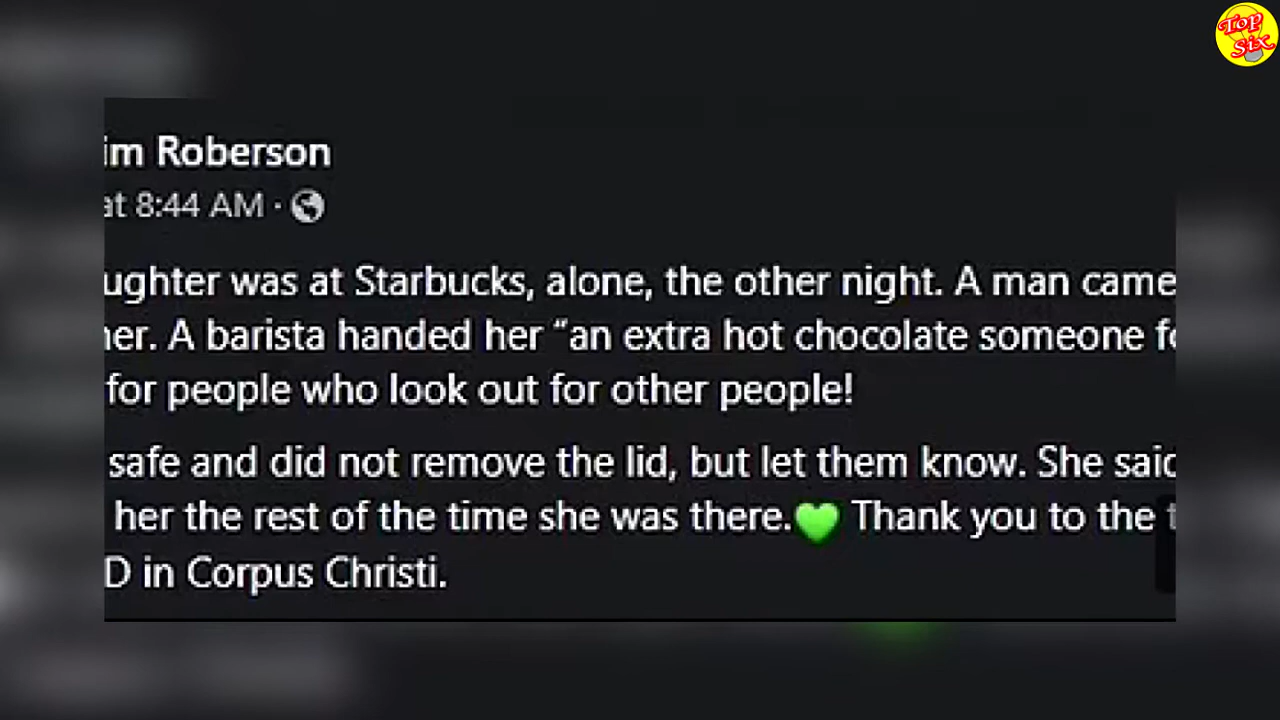 Top
Six
im Roberson
at 8:44 AM ·
ughter was at Starbucks, alone, the other night. A man came
her. A barista handed her “an extra hot chocolate someone fo
for people who look out for other people!
safe and did not remove the lid, but let them know. She said
her the rest of the time she was there.💚 Thank you to the t
D in Corpus Christi.